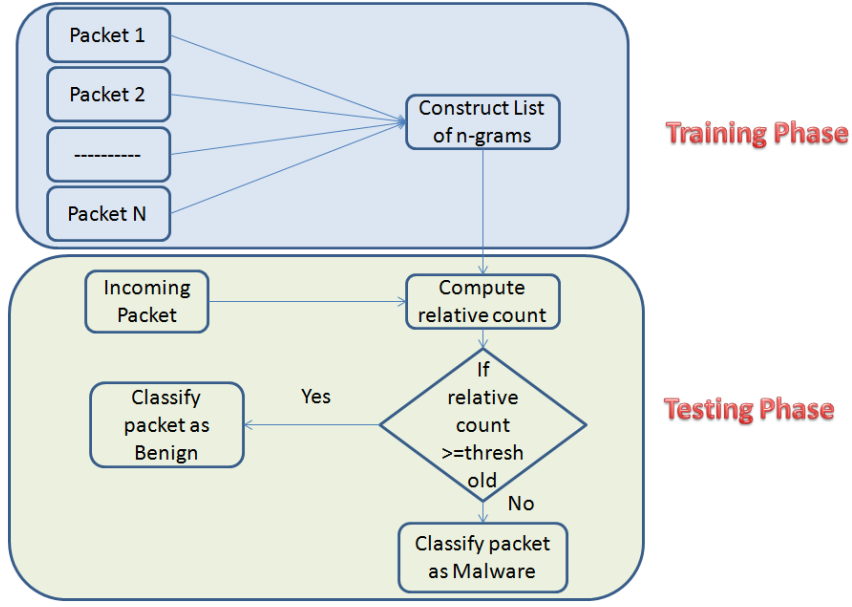 Packet 1
Packet 2
----------
Packet N
Construct List
of n-grams
Training Phase
Incoming
Packet
Compute
relative count
If
relative
count
>=thresh
old
Yes
Classify
packet as
Benign
No
Classify packet
as Malware
Testing Phase